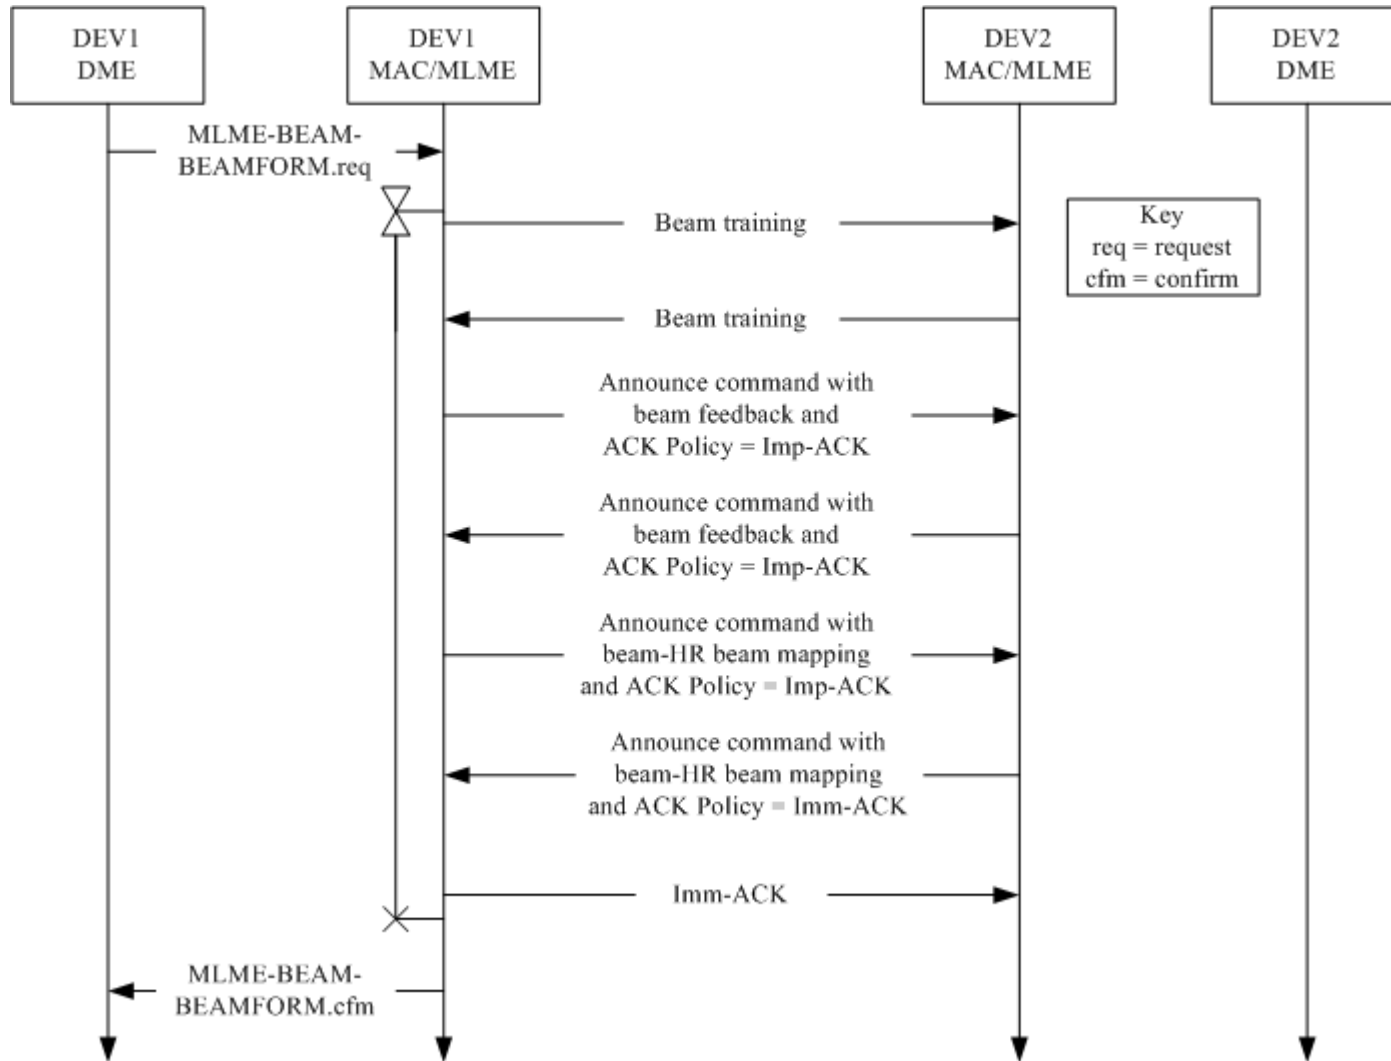 DEV1
DME
DEV1
MAC/MLME
DEV2
MAC/MLME
DEV2
DME
MLME-BEAM-
BEAMFORM.req
Beam training
Key
req = request
cfm = confirm
Beam training
Announce command with
beam feedback and
ACK Policy = Imp-ACK
Announce command with
beam feedback and
ACK Policy = Imp-ACK
Announce command with
beam-HR beam mapping
and ACK Policy = Imp-ACK
Announce command with
beam-HR beam mapping
and ACK Policy = Imm-ACK
Imm-ACK
MLME-BEAM-
BEAMFORM.cfm